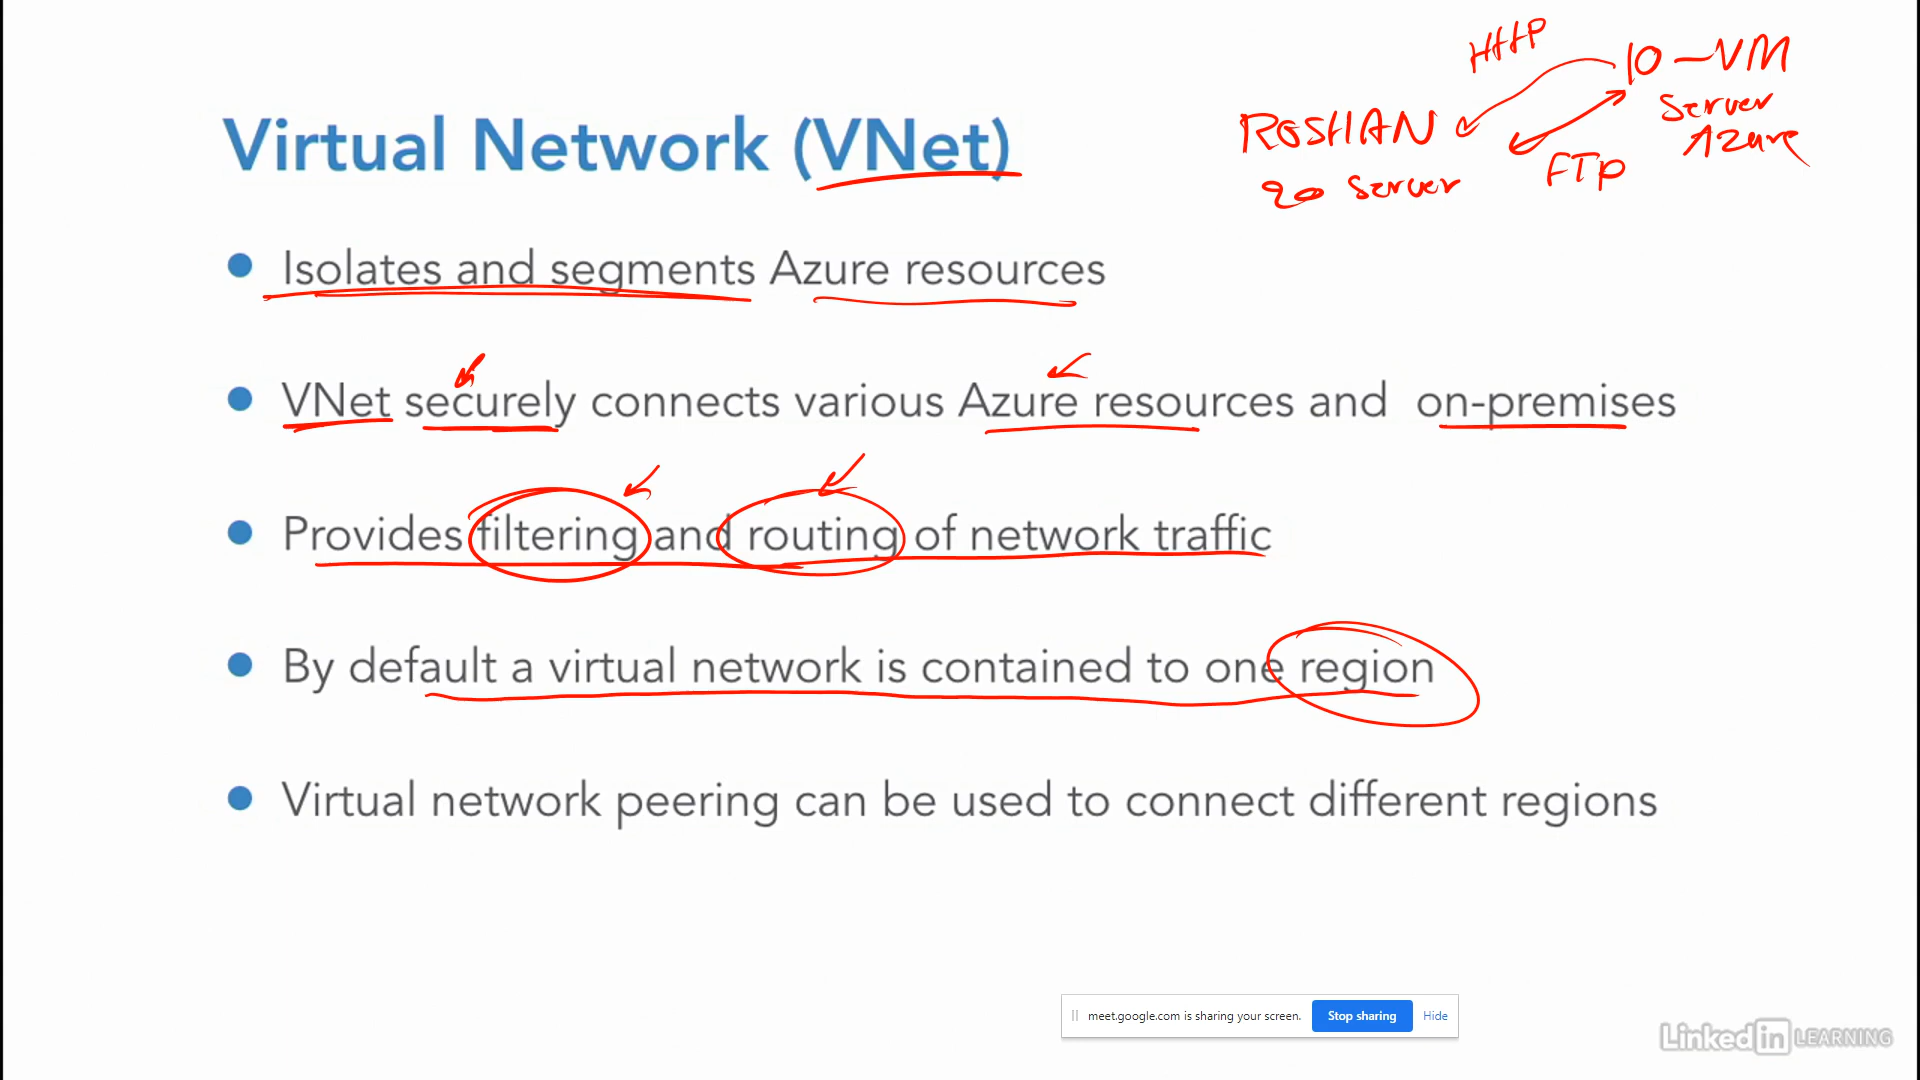 HttP
10 - VM
Server
Azure
ROSHAN
FTP
20 Server
Virtual Network (VNet)
Isolates and segments Azure resources
VNet securely connects various Azure resources and on-premises
Provides filtering and routing of network traffic
By default a virtual network is contained to one region
Virtual network peering can be used to connect different regions
meet.google.com is sharing your screen.
Stop sharing
Hide
Linked in LEARNING